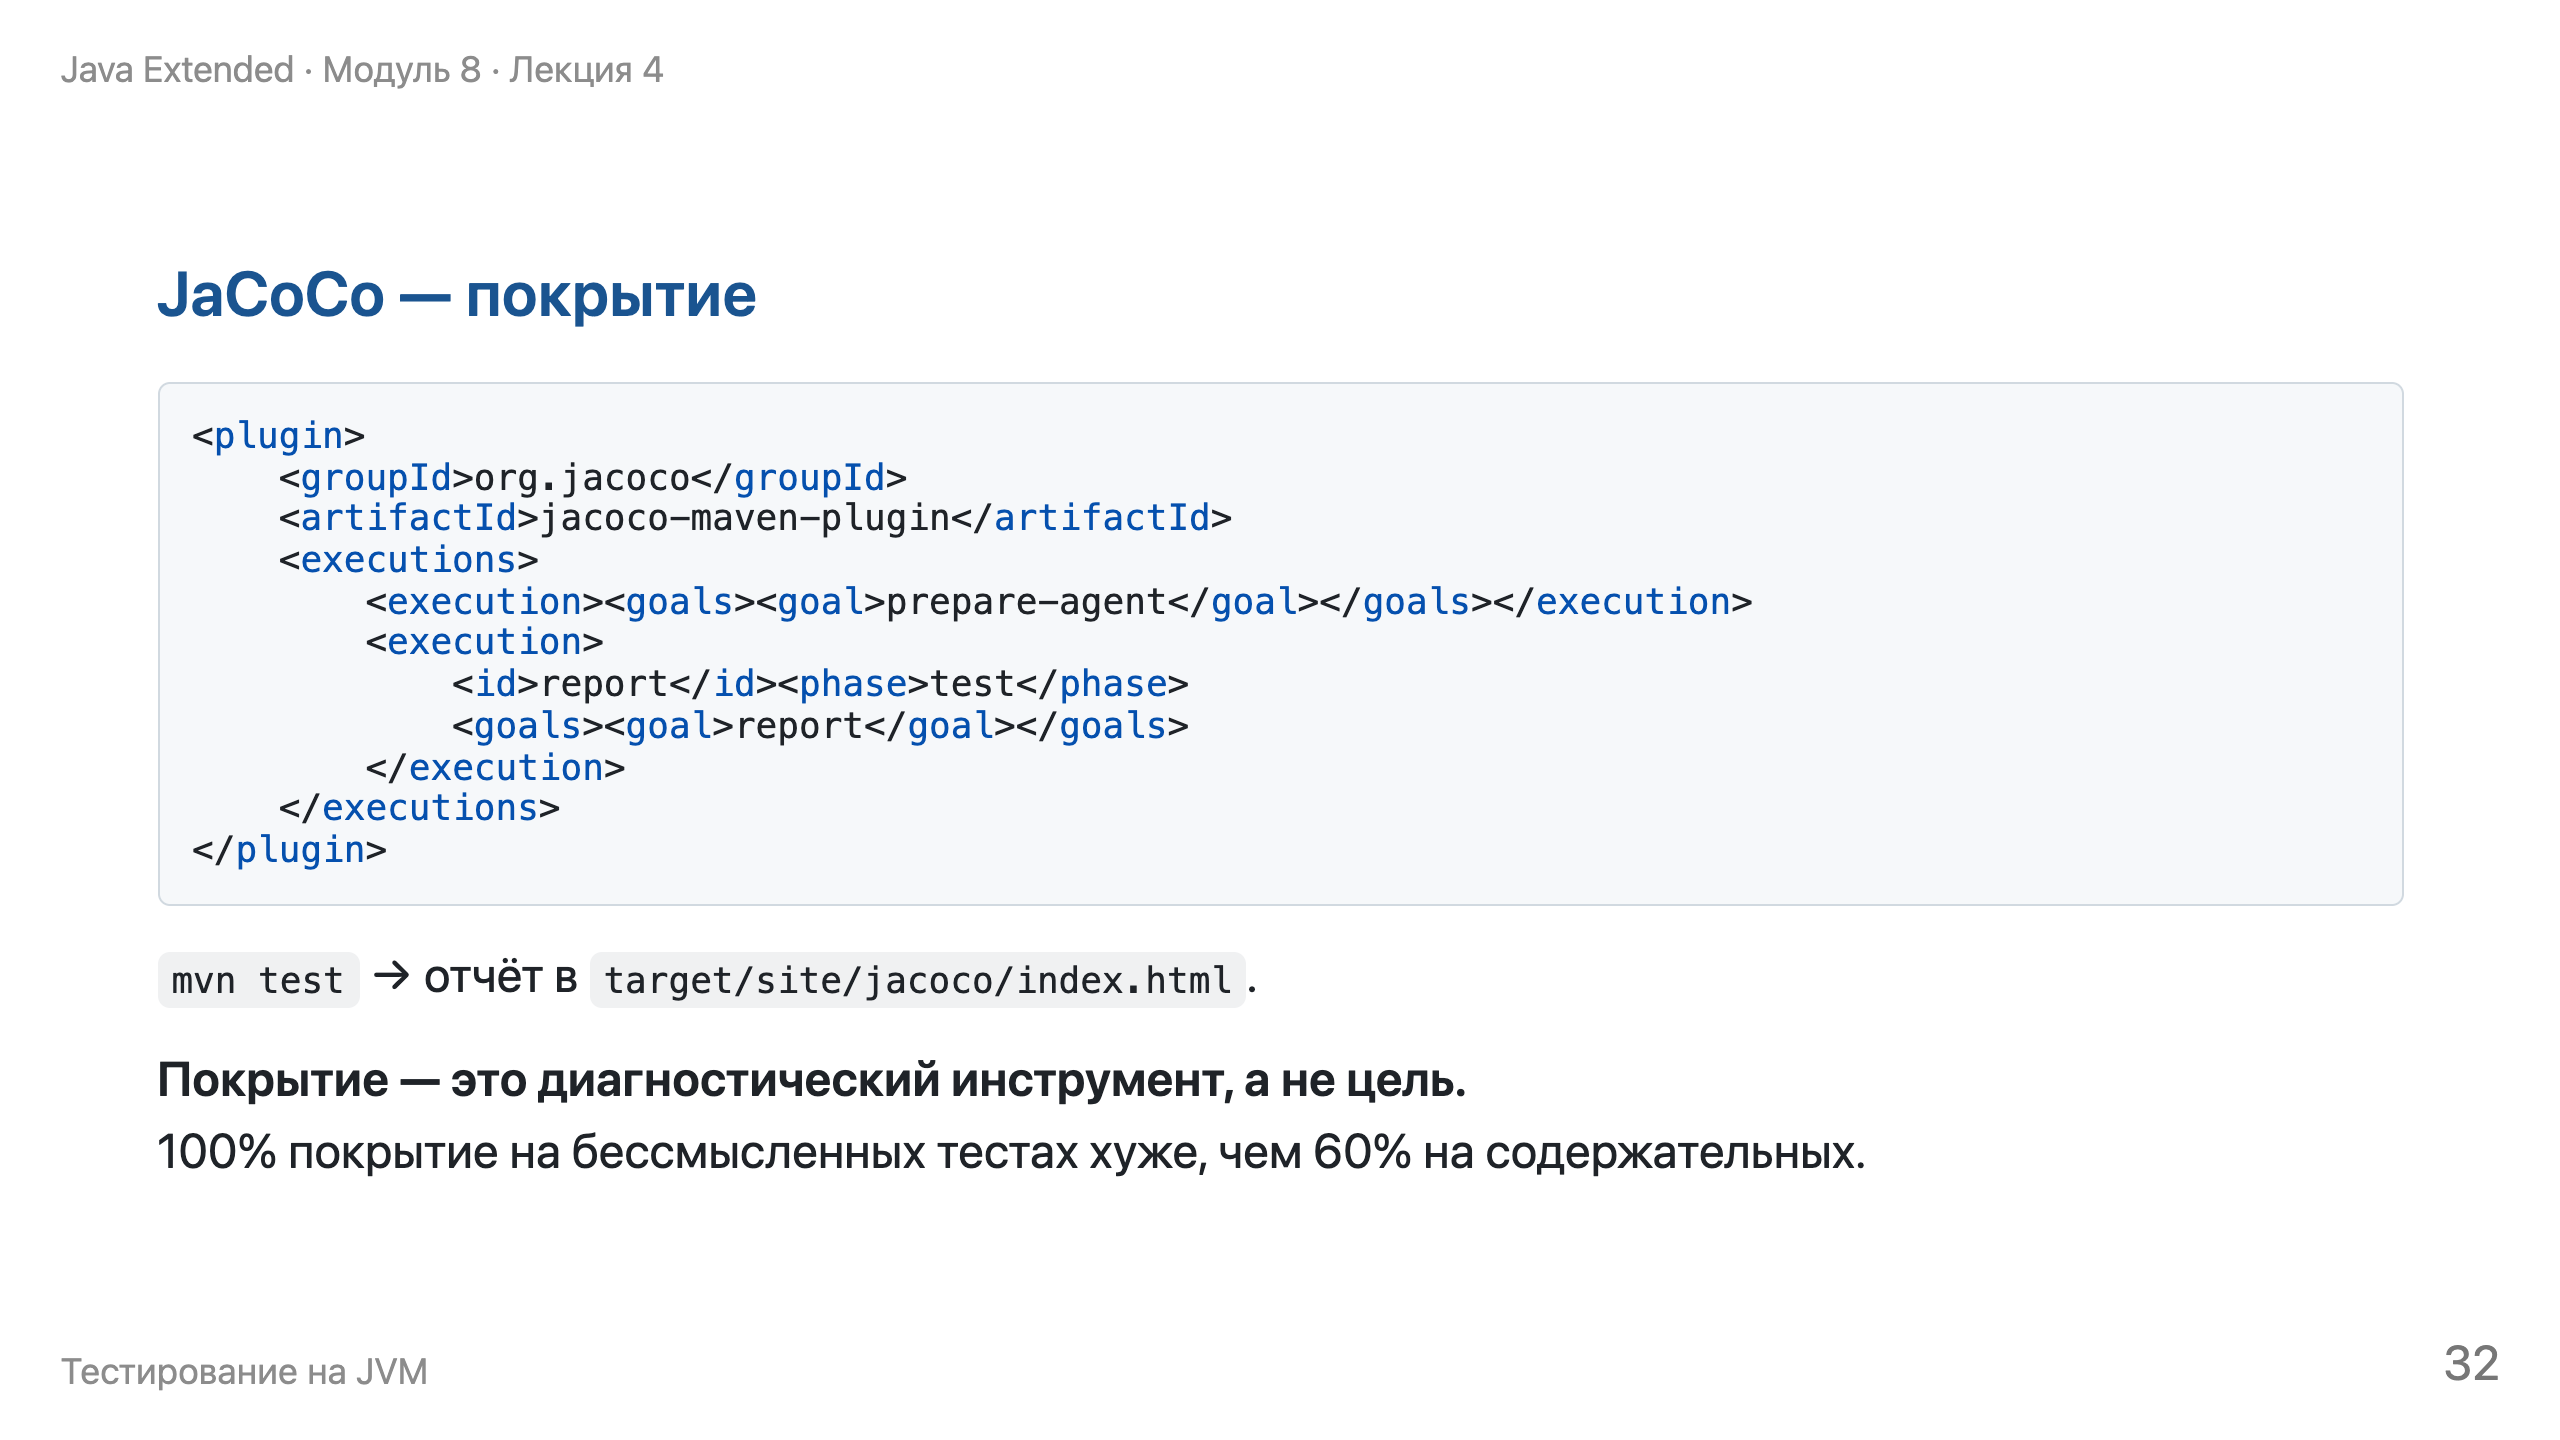 Java Extended · Модуль 8 · Лекция 4
JaCoCo — покрытие
<plugin>
    <groupId>org.jacoco</groupId>
    <artifactId>jacoco-maven-plugin</artifactId>
    <executions>
        <execution><goals><goal>prepare-agent</goal></goals></execution>
        <execution>
            <id>report</id><phase>test</phase>
            <goals><goal>report</goal></goals>
        </execution>
    </executions>
</plugin>
mvn test → отчёт в target/site/jacoco/index.html.
Покрытие — это диагностический инструмент, а не цель.
100% покрытие на бессмысленных тестах хуже, чем 60% на содержательных.
Тестирование на JVM
32